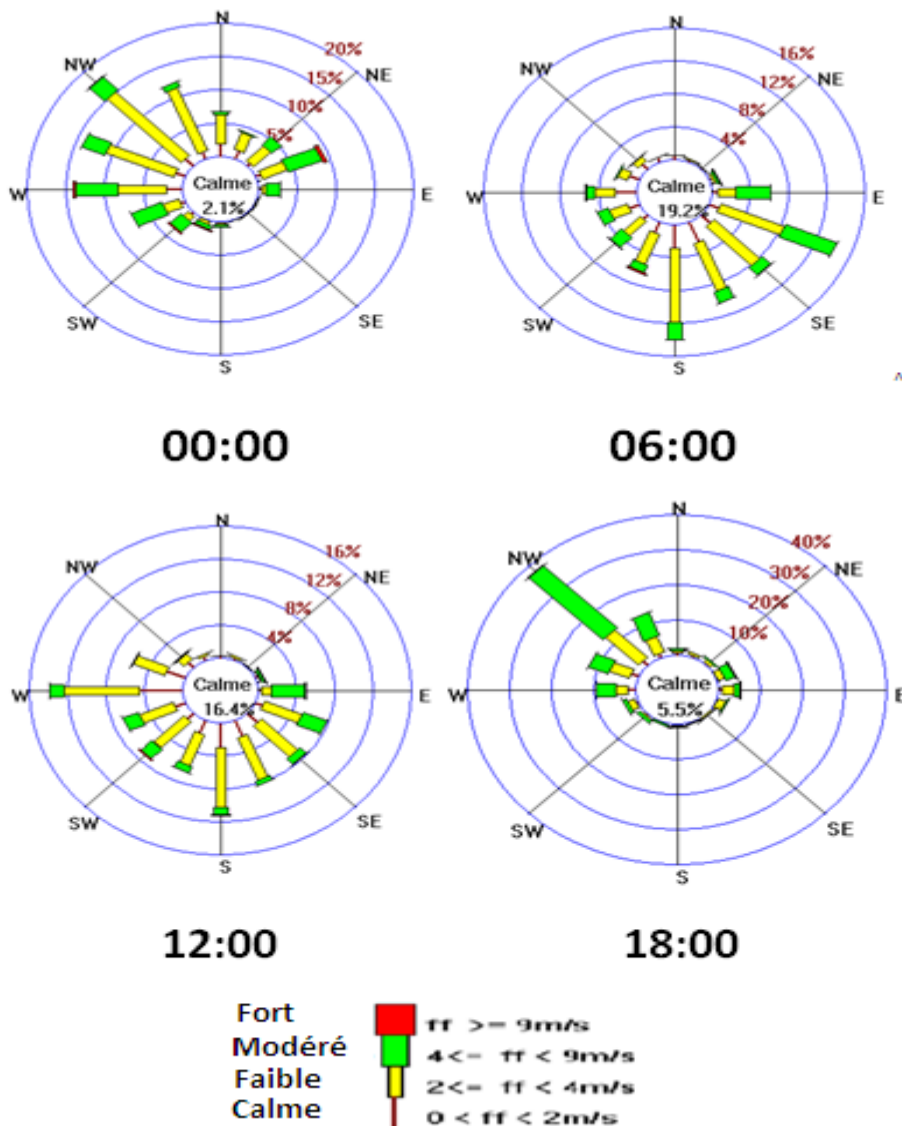 N
NW
NE
20%
15%
10%
5%
W
Calme
2.1%
E
SW
SE
S
N
NW
NE
16%
12%
8%
4%
W
Calme
19.2%
E
SW
SE
S
^
00:00
06:00
N
NW
NE
16%
12%
8%
4%
W
Calme
16.4%
E
SW
SE
S
N
NW
NE
40%
30%
20%
10%
W
Calme
5.5%
E
SW
SE
S
12:00
18:00
Fort ff >= 9m/s
Modéré 4<= ff < 9m/s
Faible 2<= ff < 4m/s
Calme 0 < ff < 2m/s